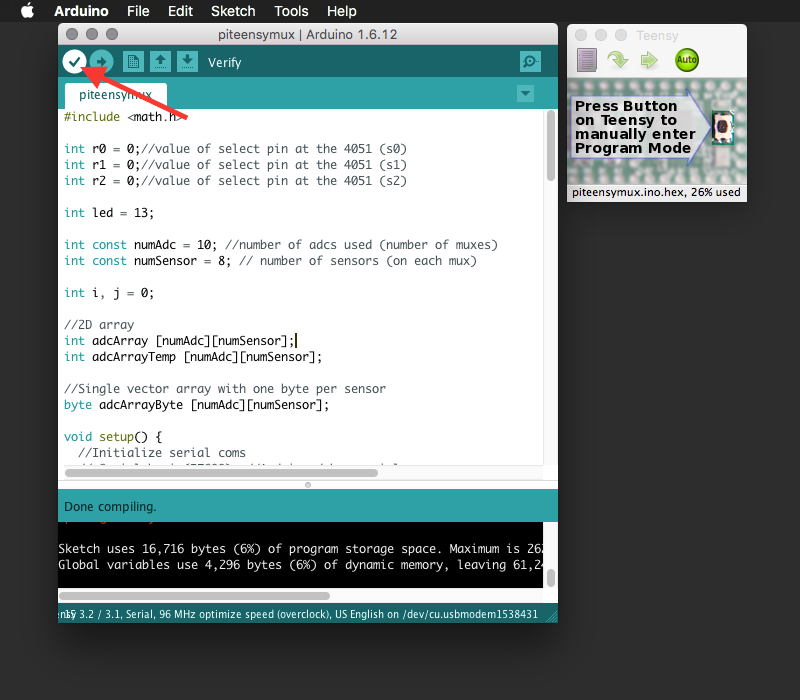 Arduino File Edit Sketch Tools Help
piteensymux | Arduino 1.6.12
Verify
piteensymux
#include <math.h>
int r0 = 0;//value of select pin at the 4051 (s0)
int r1 = 0;//value of select pin at the 4051 (s1)
int r2 = 0;//value of select pin at the 4051 (s2)
int led = 13;
int const numAdc = 10; //number of adcs used (number of muxes)
int const numSensor = 8; // number of sensors (on each mux)
int i, j = 0;
//2D array
int adcArray [numAdc][numSensor];
int adcArrayTemp [numAdc][numSensor];
//Single vector array with one byte per sensor
byte adcArrayByte [numAdc][numSensor];
void setup() {
//Initialize serial coms
Done compiling.
Sketch uses 16,716 bytes (6%) of program storage space. Maximum is 262
Global variables use 4,296 bytes (6%) of dynamic memory, leaving 61,24
3.2 / 3.1, Serial, 96 MHz optimize speed (overclock), US English on /dev/cu.usbmodem1538431
Teensy
Auto
Press Button
on Teensy to
manually enter
Program Mode
piteensymux.ino.hex, 26% used